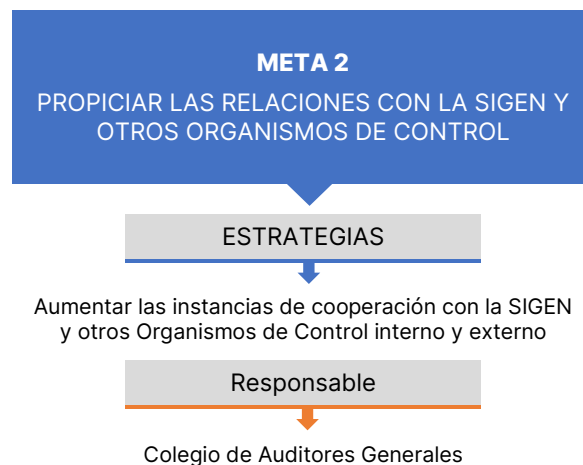 META 2
PROPICIAR LAS RELACIONES CON LA SIGEN Y
OTROS ORGANISMOS DE CONTROL
ESTRATEGIAS
Aumentar las instancias de cooperación con la SIGEN
y otros Organismos de Control interno y externo
Responsable
Colegio de Auditores Generales